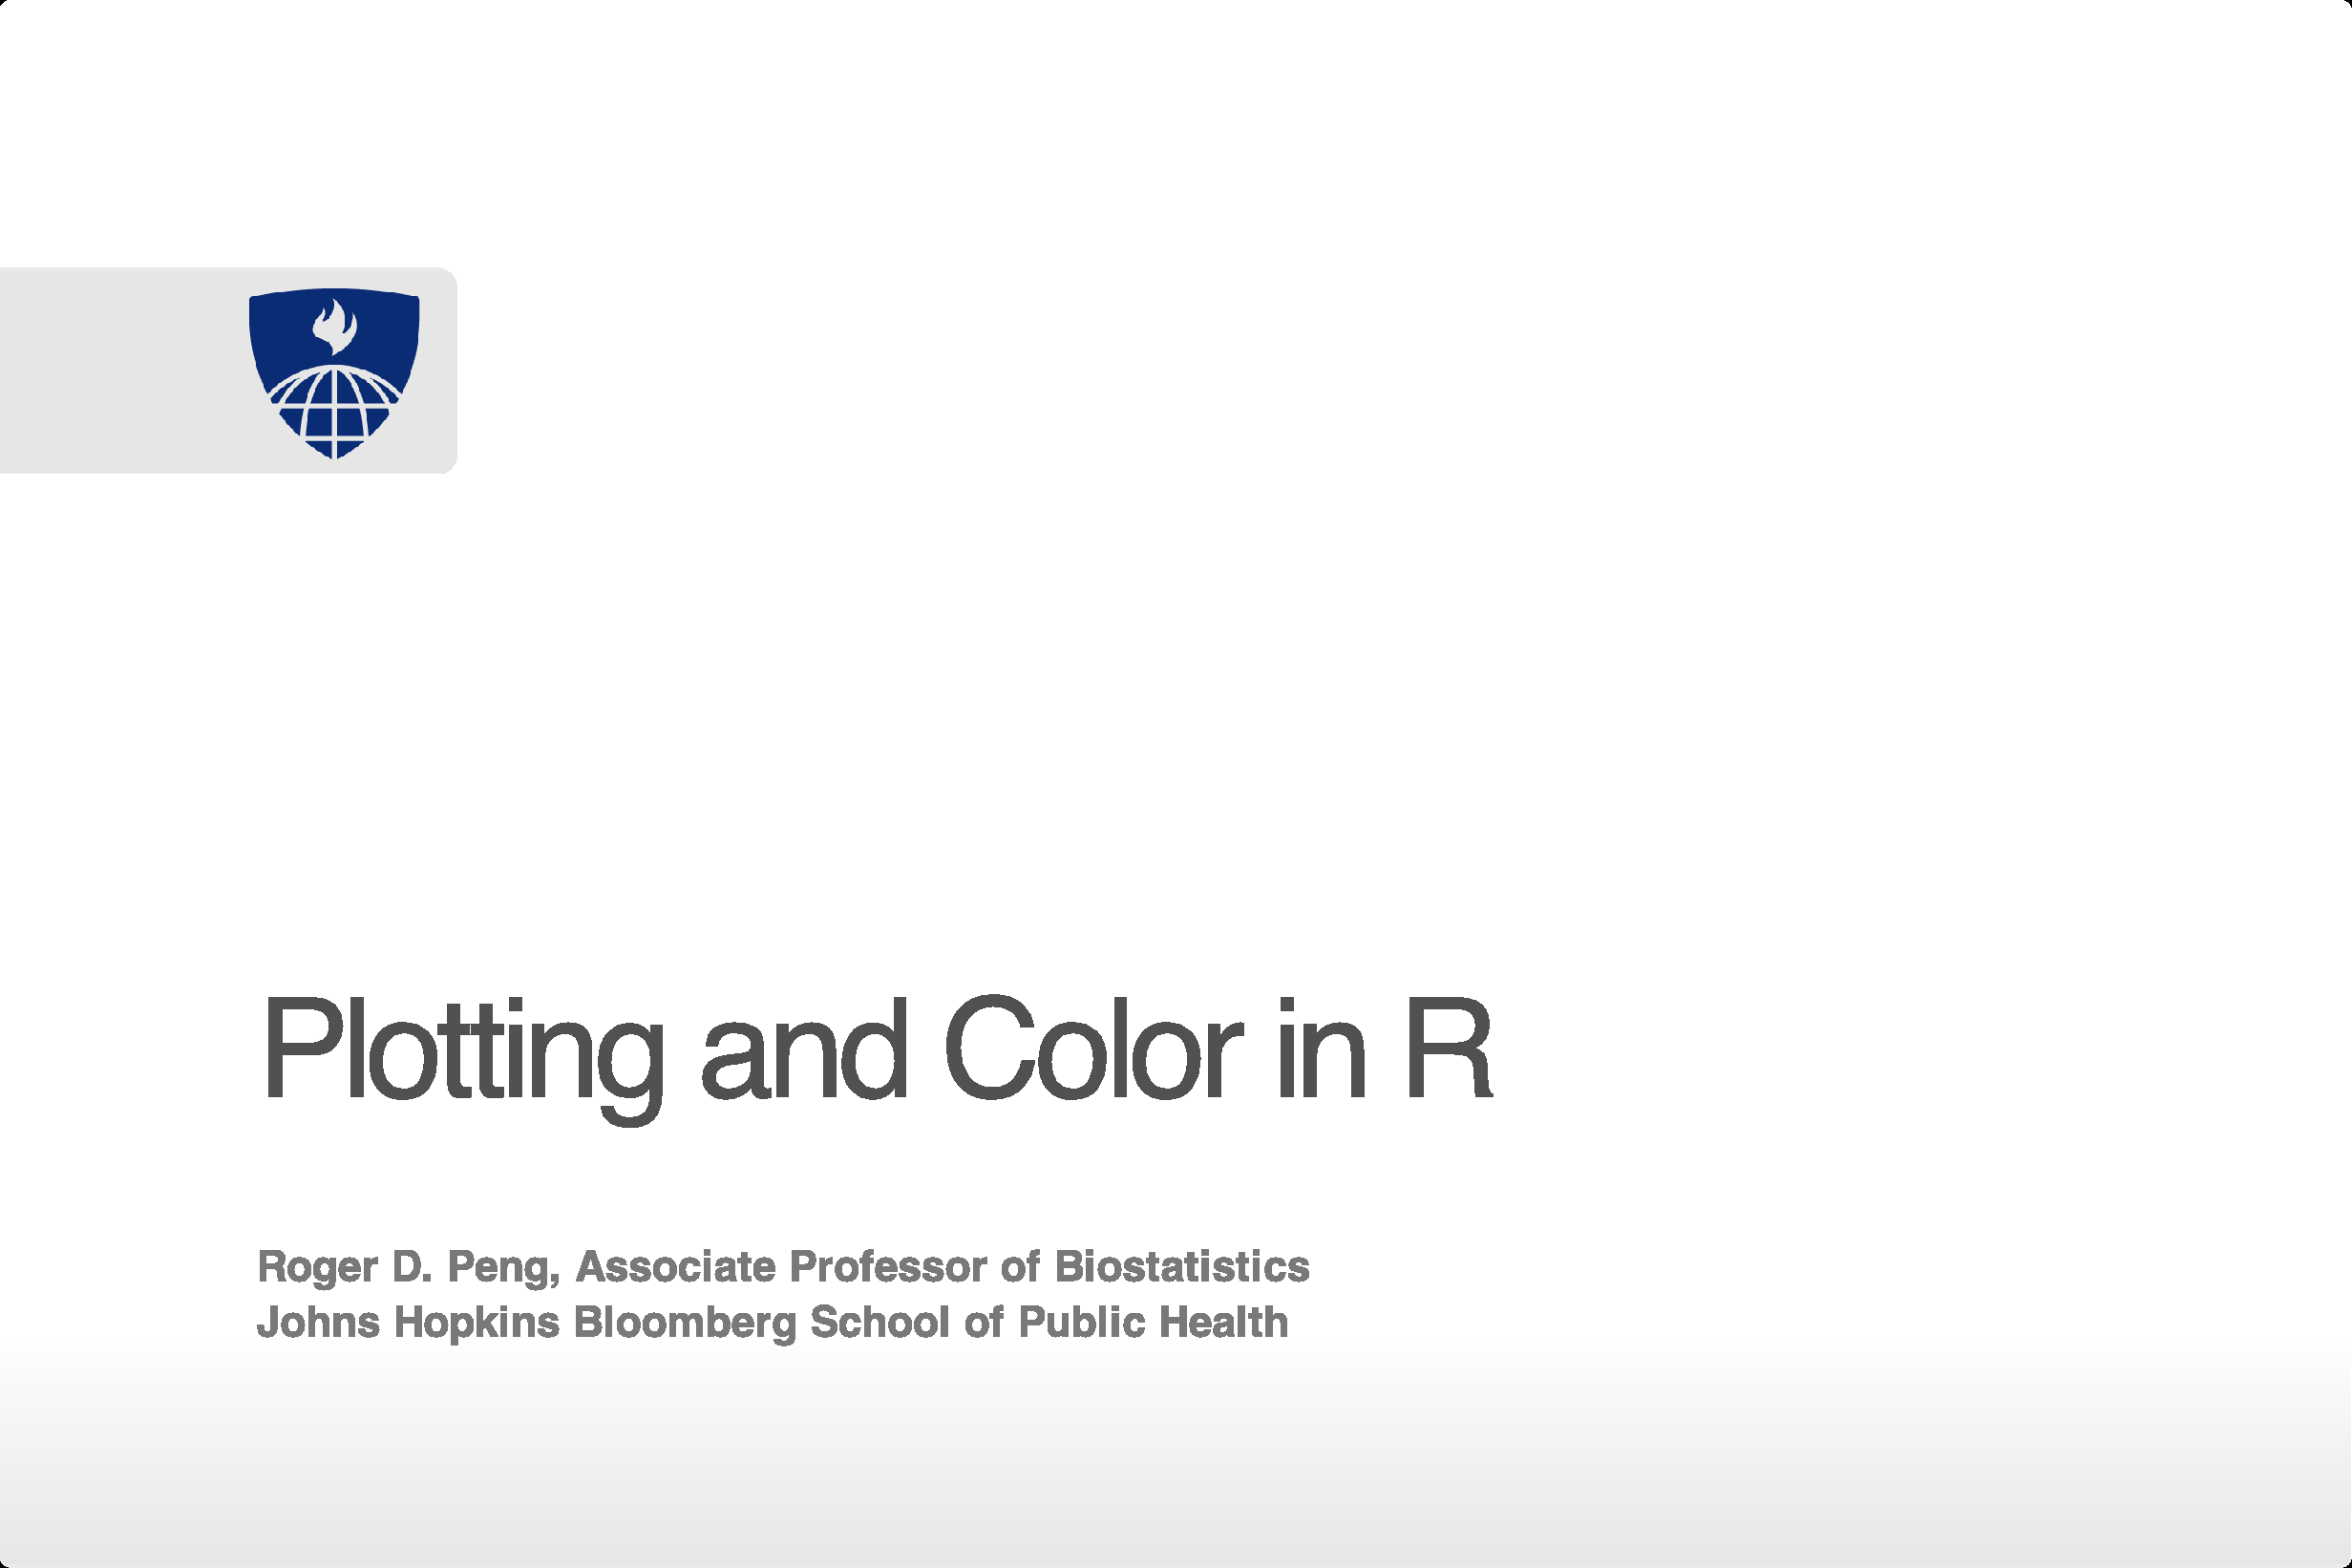 Plotting and Color in R
Roger D. Peng, Associate Professor of Biostatistics
Johns Hopkins Bloomberg School of Public Health